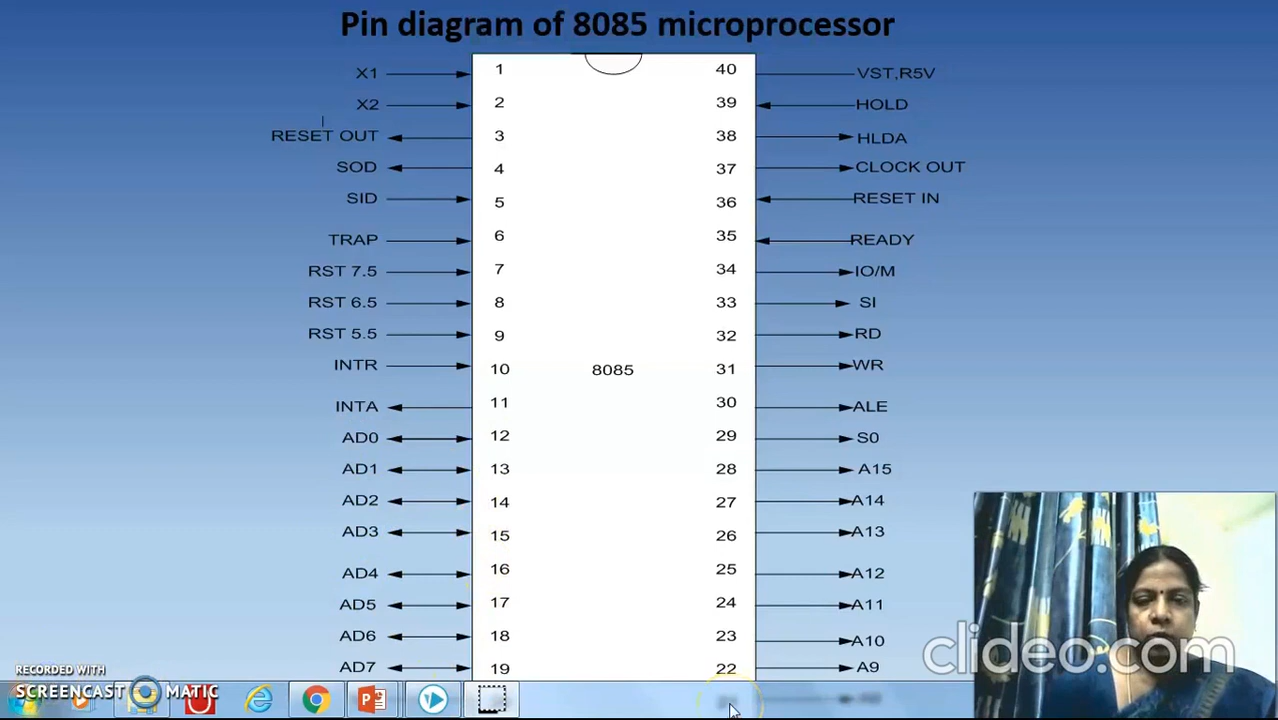 Pin diagram of 8085 microprocessor
X1 1 40 VST,R5V
X2 2 39 HOLD
RESET OUT 3 38 HLDA
SOD 4 37 CLOCK OUT
SID 5 36 RESET IN
TRAP 6 35 READY
RST 7.5 7 34 IO/M
RST 6.5 8 33 SI
RST 5.5 9 32 RD
INTR 10 8085 31 WR
INTA 11 30 ALE
AD0 12 29 S0
AD1 13 28 A15
AD2 14 27 A14
AD3 15 26 A13
AD4 16 25 A12
AD5 17 24 A11
AD6 18 23 A10
AD7 19 22 A9
clideo.com
RECORDED WITH
SCREENCAST MATIC